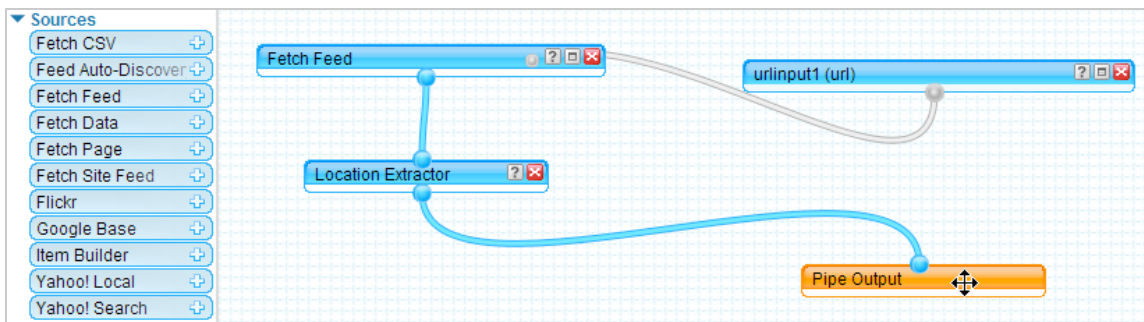 Sources
Fetch CSV
Feed Auto-Discover
Fetch Feed
Fetch Data
Fetch Page
Fetch Site Feed
Flickr
Google Base
Item Builder
Yahoo! Local
Yahoo! Search
Fetch Feed ?
urlinput1 (url) ?
Location Extractor ?
Pipe Output